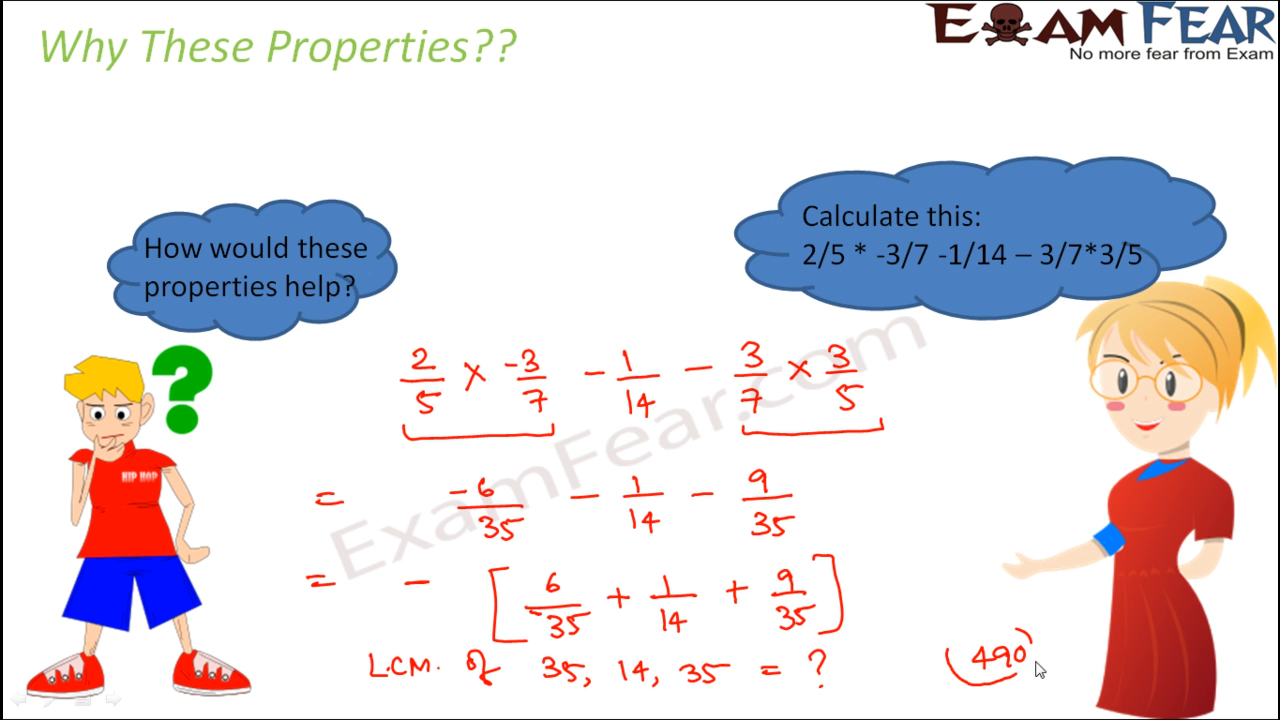 Why These Properties??
EXAM FEAR
No more fear from Exam
How would these
properties help?
Calculate this:
2/5 * -3/7 -1/14 – 3/7*3/5
2/5 × -3/7 - 1/14 - 3/7 × 3/5
= -6/35 - 1/14 - 9/35
= - [ 6/35 + 1/14 + 9/35 ]
L.C.M. of 35, 14, 35 = ?
490
HIP HOP
ExamFear.com